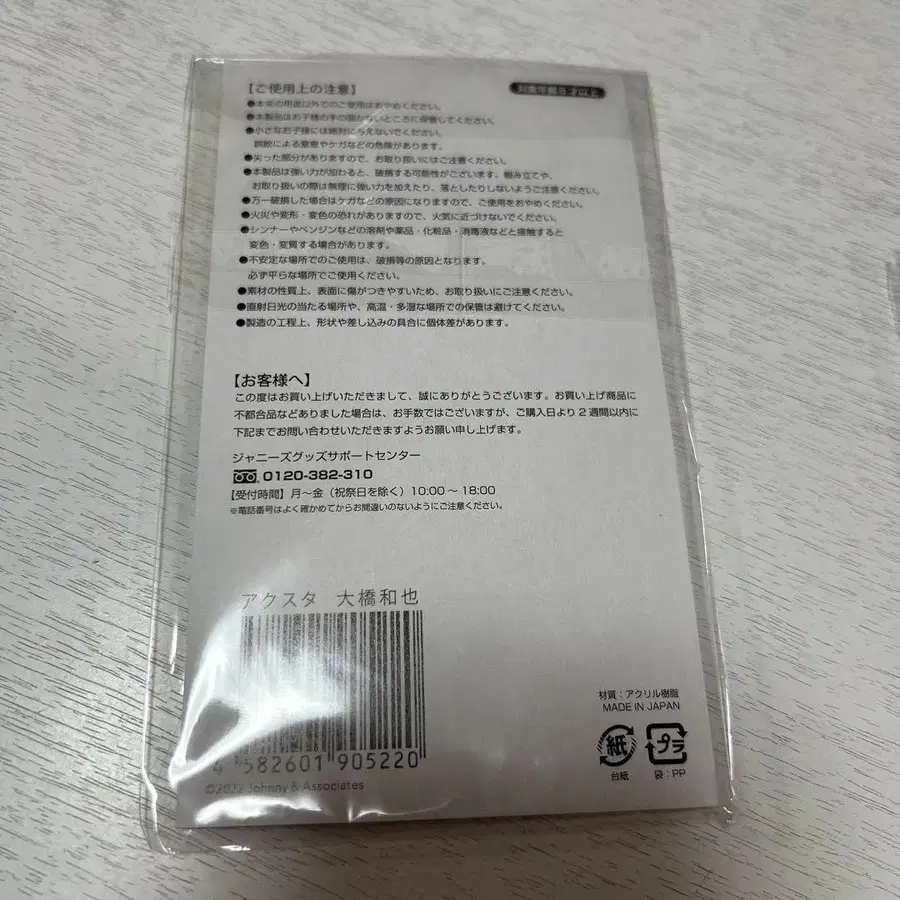 【ご使用上の注意】
対象年齢8才以上
●本来の用途以外でのご使用はおやめください。
●本製品はお子様の手の届かないところに保管してください。
●小さなお子様には絶対に与えないでください。
誤飲による窒息やケガなどの危険があります。
●尖った部分がありますので、お取り扱いにはご注意ください。
●本製品は強い力が加わると、破損する可能性がございます。組み立てや、
お取り扱いの際は無理に強い力を加えたり、落としたりしないようご注意ください。
●万一破損した場合はケガなどの原因になりますので、ご使用をおやめください。
●火災や変形・変色の恐れがありますので、火気に近づけないでください。
●シンナーやベンジンなどの溶剤や薬品・化粧品・消毒液などと接触すると
変色・変質する場合があります。
●不安定な場所でのご使用は、破損等の原因となります。
必ず平らな場所でご使用ください。
●素材の性質上、表面に傷がつきやすいため、お取り扱いにご注意ください。
●直射日光の当たる場所や、高温・多湿な場所での保管は避けてください。
●製造の工程上、形状や差し込みの具合に個体差があります。
【お客様へ】
この度はお買い上げいただきまして、誠にありがとうございます。お買い上げ商品に
不都合品などありました場合は、お手数ではございますが、ご購入日より2週間以内に
下記までお問い合わせいただきますようお願い申し上げます。
ジャニーズグッズサポートセンター
0120-382-310
【受付時間】月〜金（祝祭日を除く）10:00〜18:00
※電話番号はよく確かめてからお間違いのないようにご注意ください。
アクスタ 大橋和也
4 582601 905220
©2022 Johnny & Associates
材質：アクリル樹脂
MADE IN JAPAN
紙
台紙
プラ
袋：PP